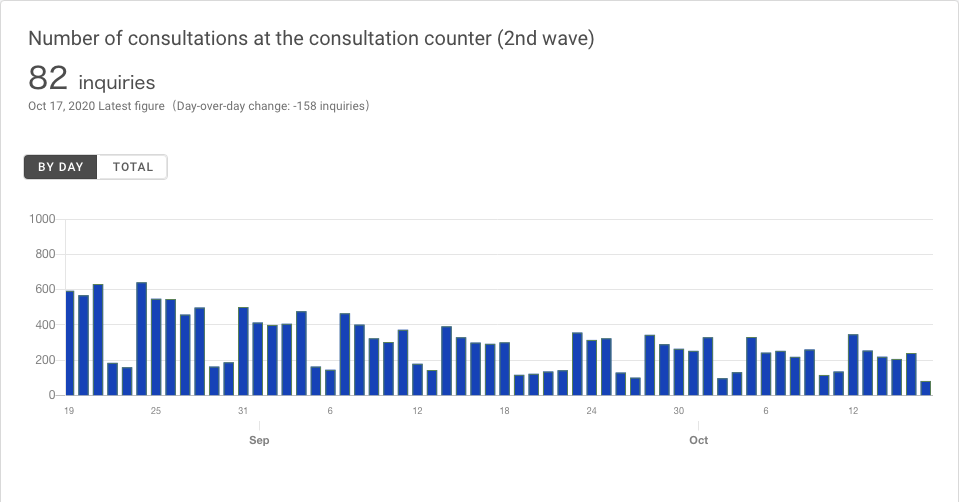 Number of consultations at the consultation counter (2nd wave)
82 inquiries
Oct 17, 2020 Latest figure（Day-over-day change: -158 inquiries）
BY DAY TOTAL
1000
800
600
400
200
0
19 25 31 6 12 18 24 30 6 12
Sep Oct